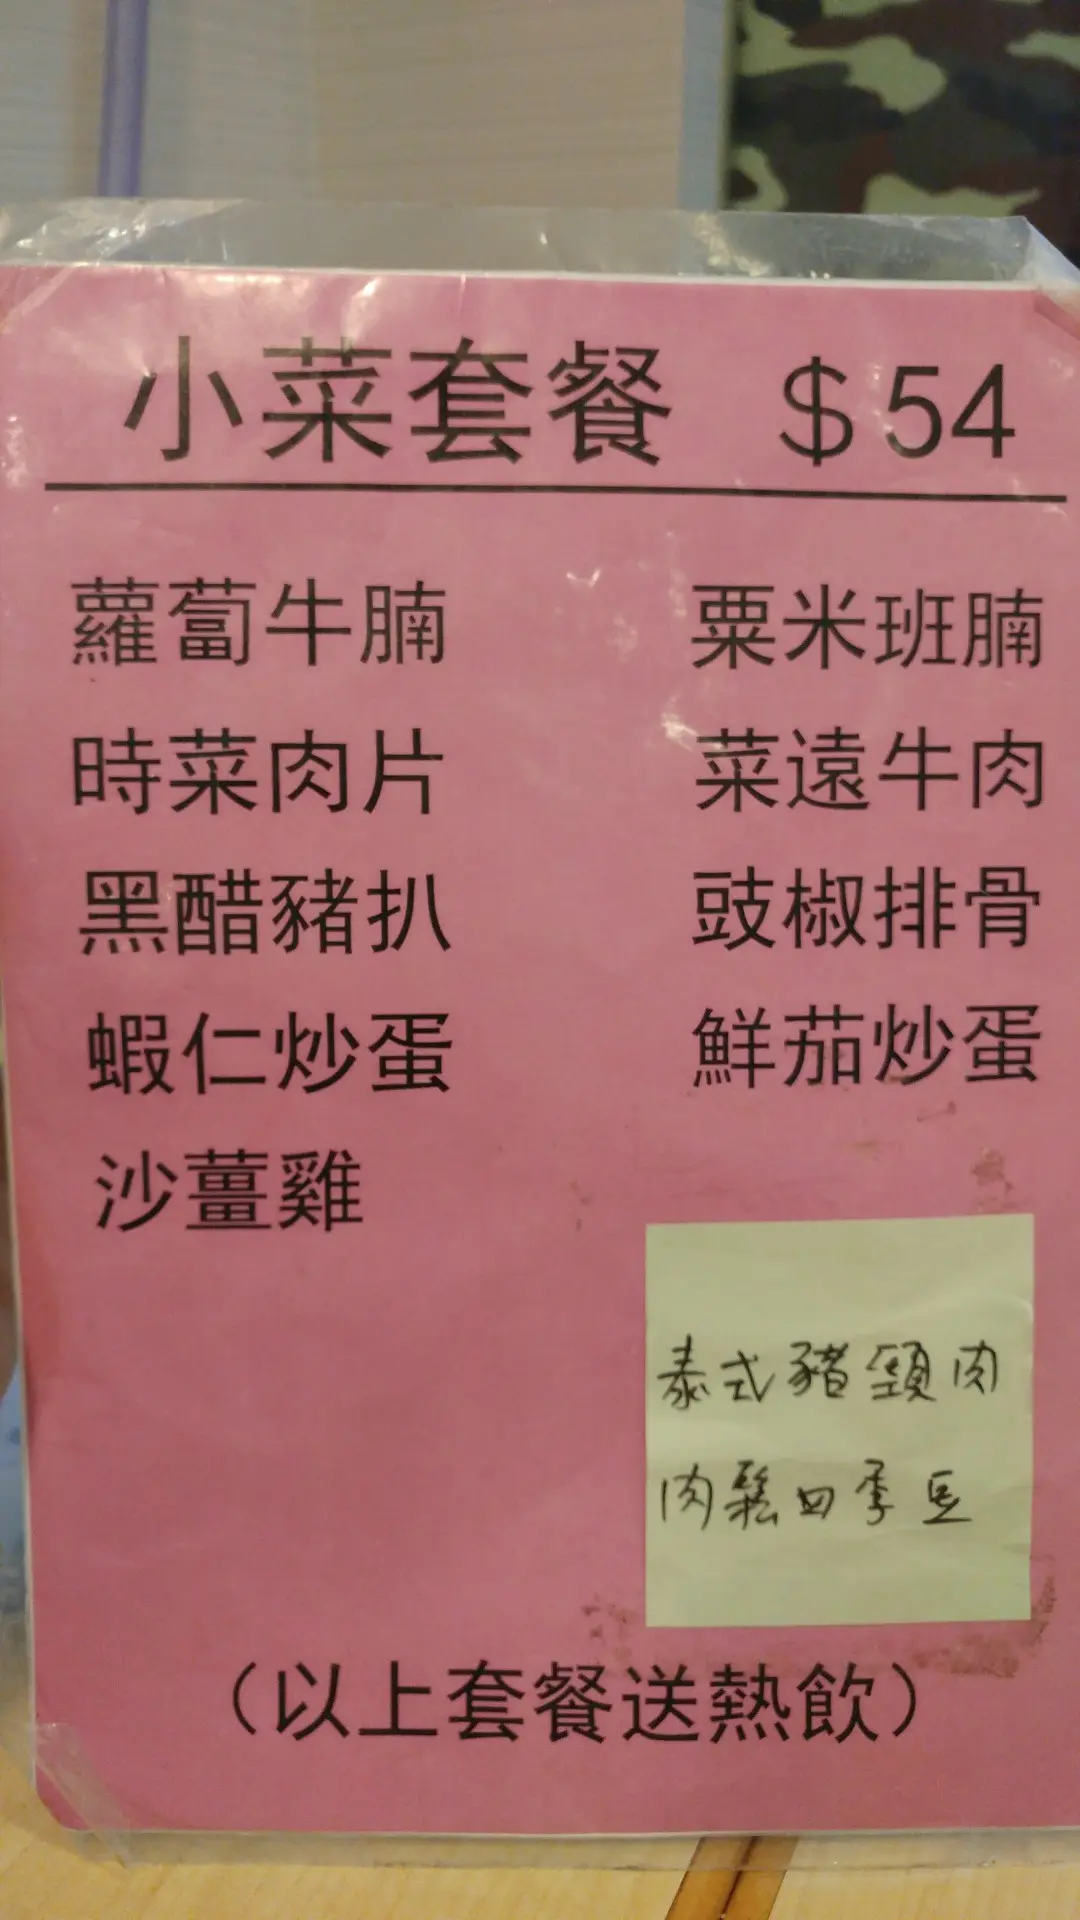 小菜套餐 $54
蘿蔔牛腩 粟米班腩
時菜肉片 菜遠牛肉
黑醋豬扒 豉椒排骨
蝦仁炒蛋 鮮茄炒蛋
沙薑雞
泰式豬頸肉
肉鬆四季豆
（以上套餐送熱飲）